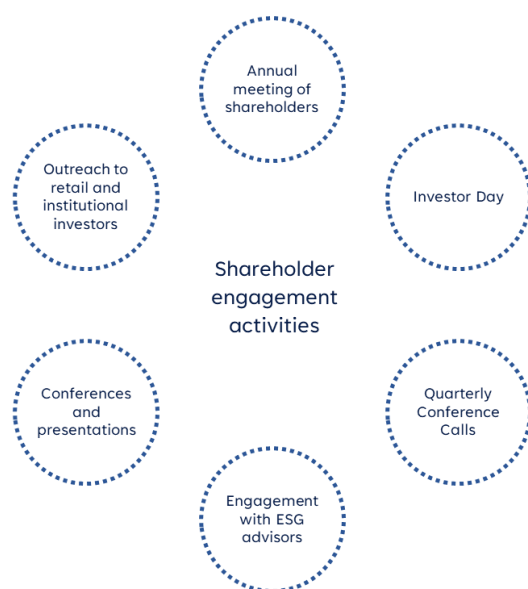 Annual
meeting of
shareholders
Outreach to
retail and
institutional
investors
Investor Day
Shareholder
engagement
activities
Conferences
and
presentations
Quarterly
Conference
Calls
Engagement
with ESG
advisors